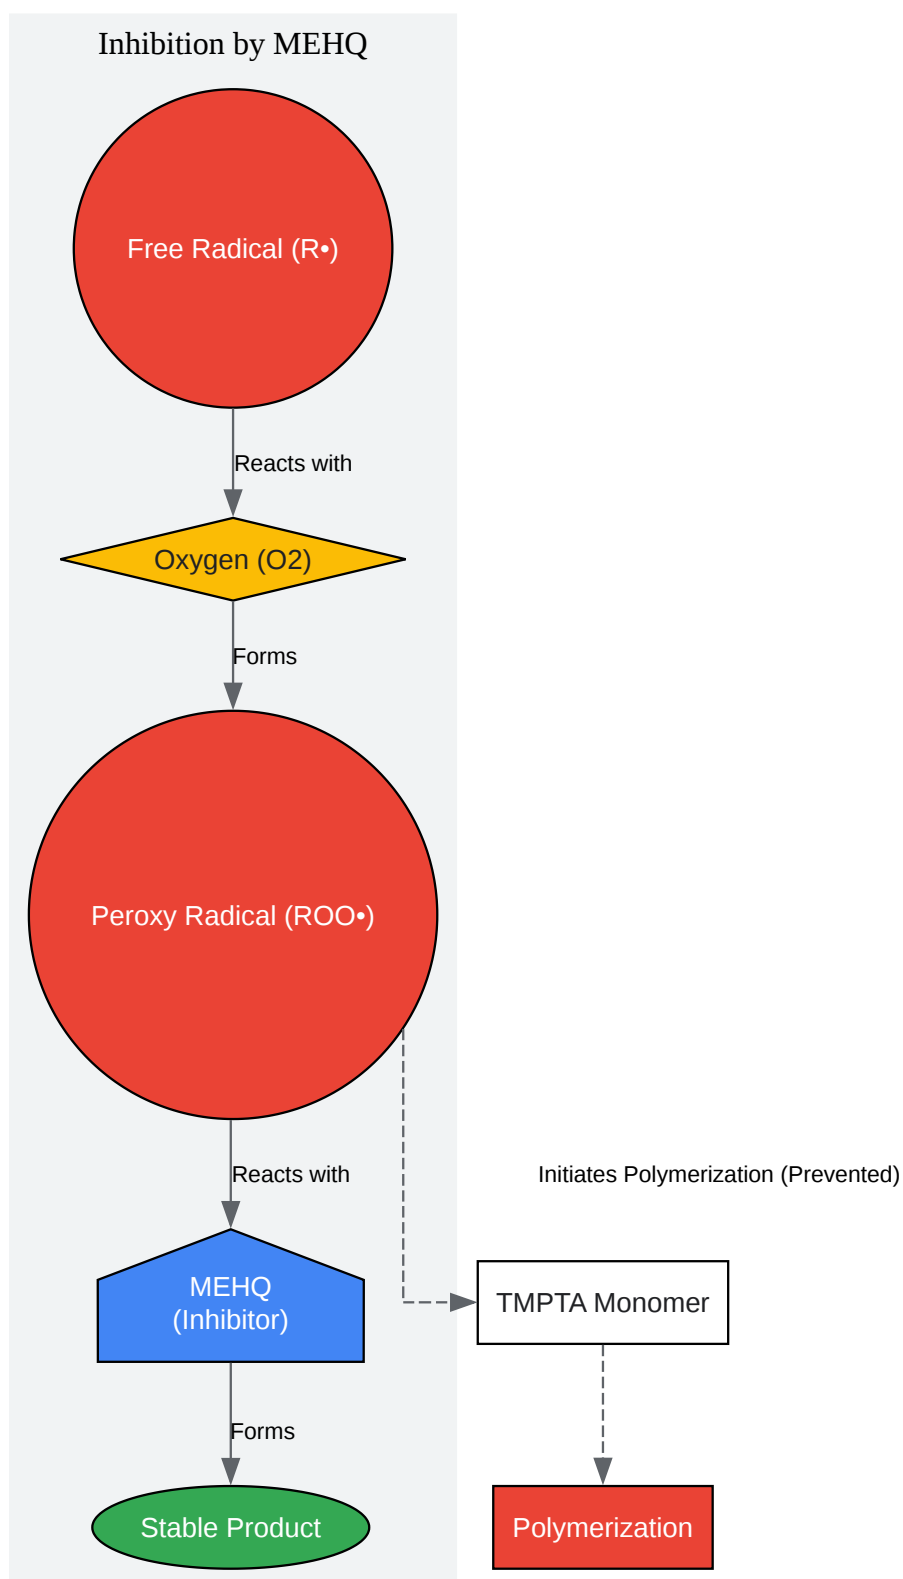 Inhibition by MEHQ
Free Radical (R•)
Reacts with
Oxygen (O2)
Forms
Peroxy Radical (ROO•)
Reacts with
Initiates Polymerization (Prevented)
MEHQ
(Inhibitor)
TMPTA Monomer
Forms
Stable Product
Polymerization